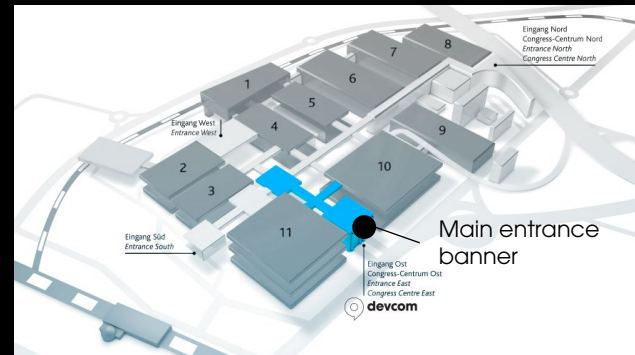 8
7
6
1
5
4
9
2
10
3
11
Eingang Nord
Congress-Centrum Nord
Entrance North
Congress Centre North
Eingang West
Entrance West
Eingang Süd
Entrance South
Main entrance
banner
Eingang Ost
Congress-Centrum Ost
Entrance East
Congress Centre East
devcom